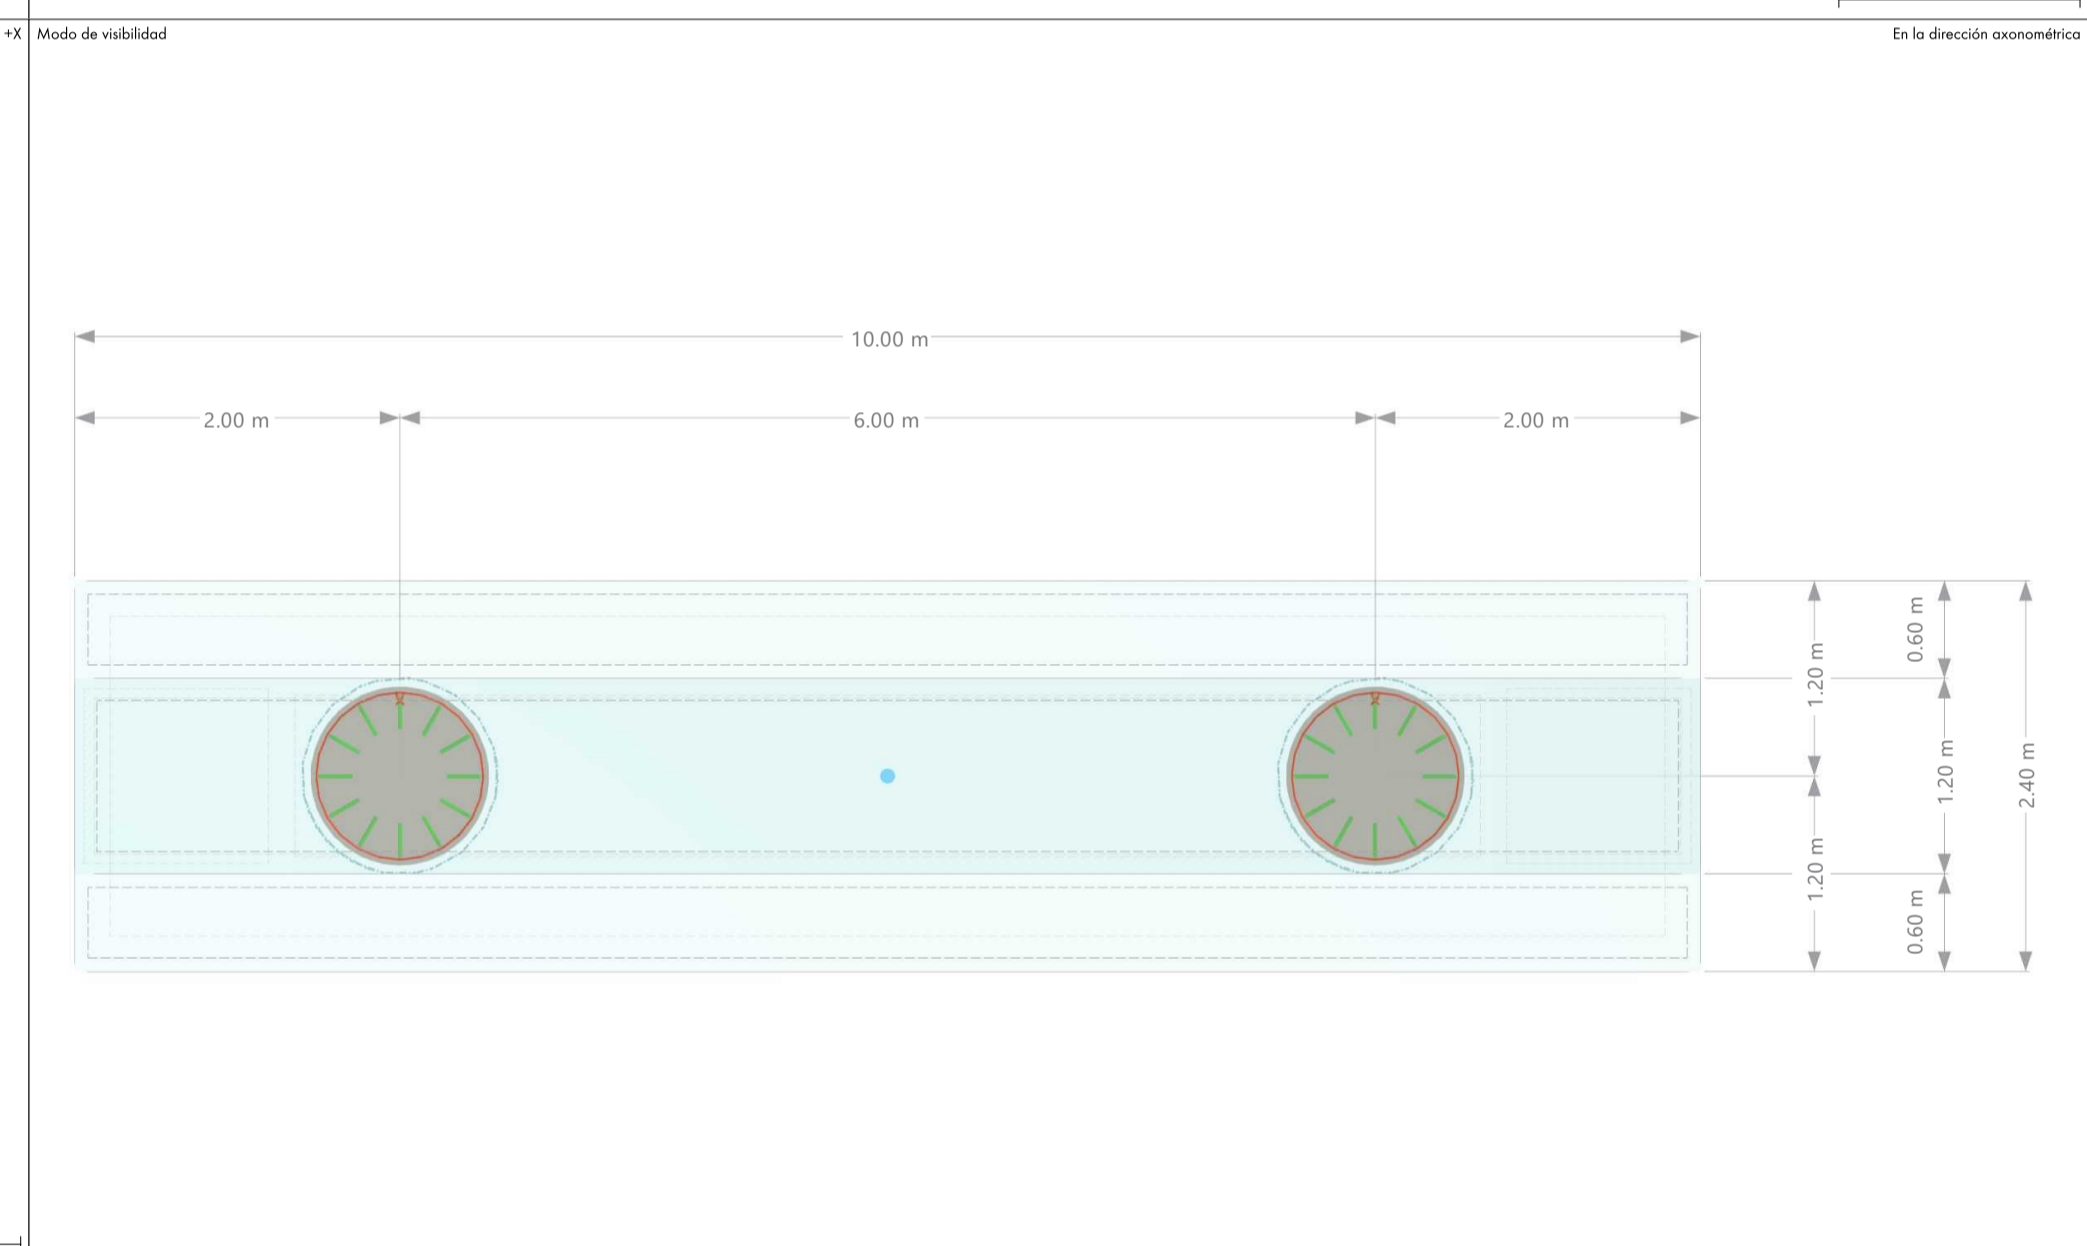 +X Modo de visibilidad En la dirección axonométrica
10.00 m
2.00 m 6.00 m 2.00 m
0.60 m
1.20 m
1.20 m
2.40 m
1.20 m
0.60 m